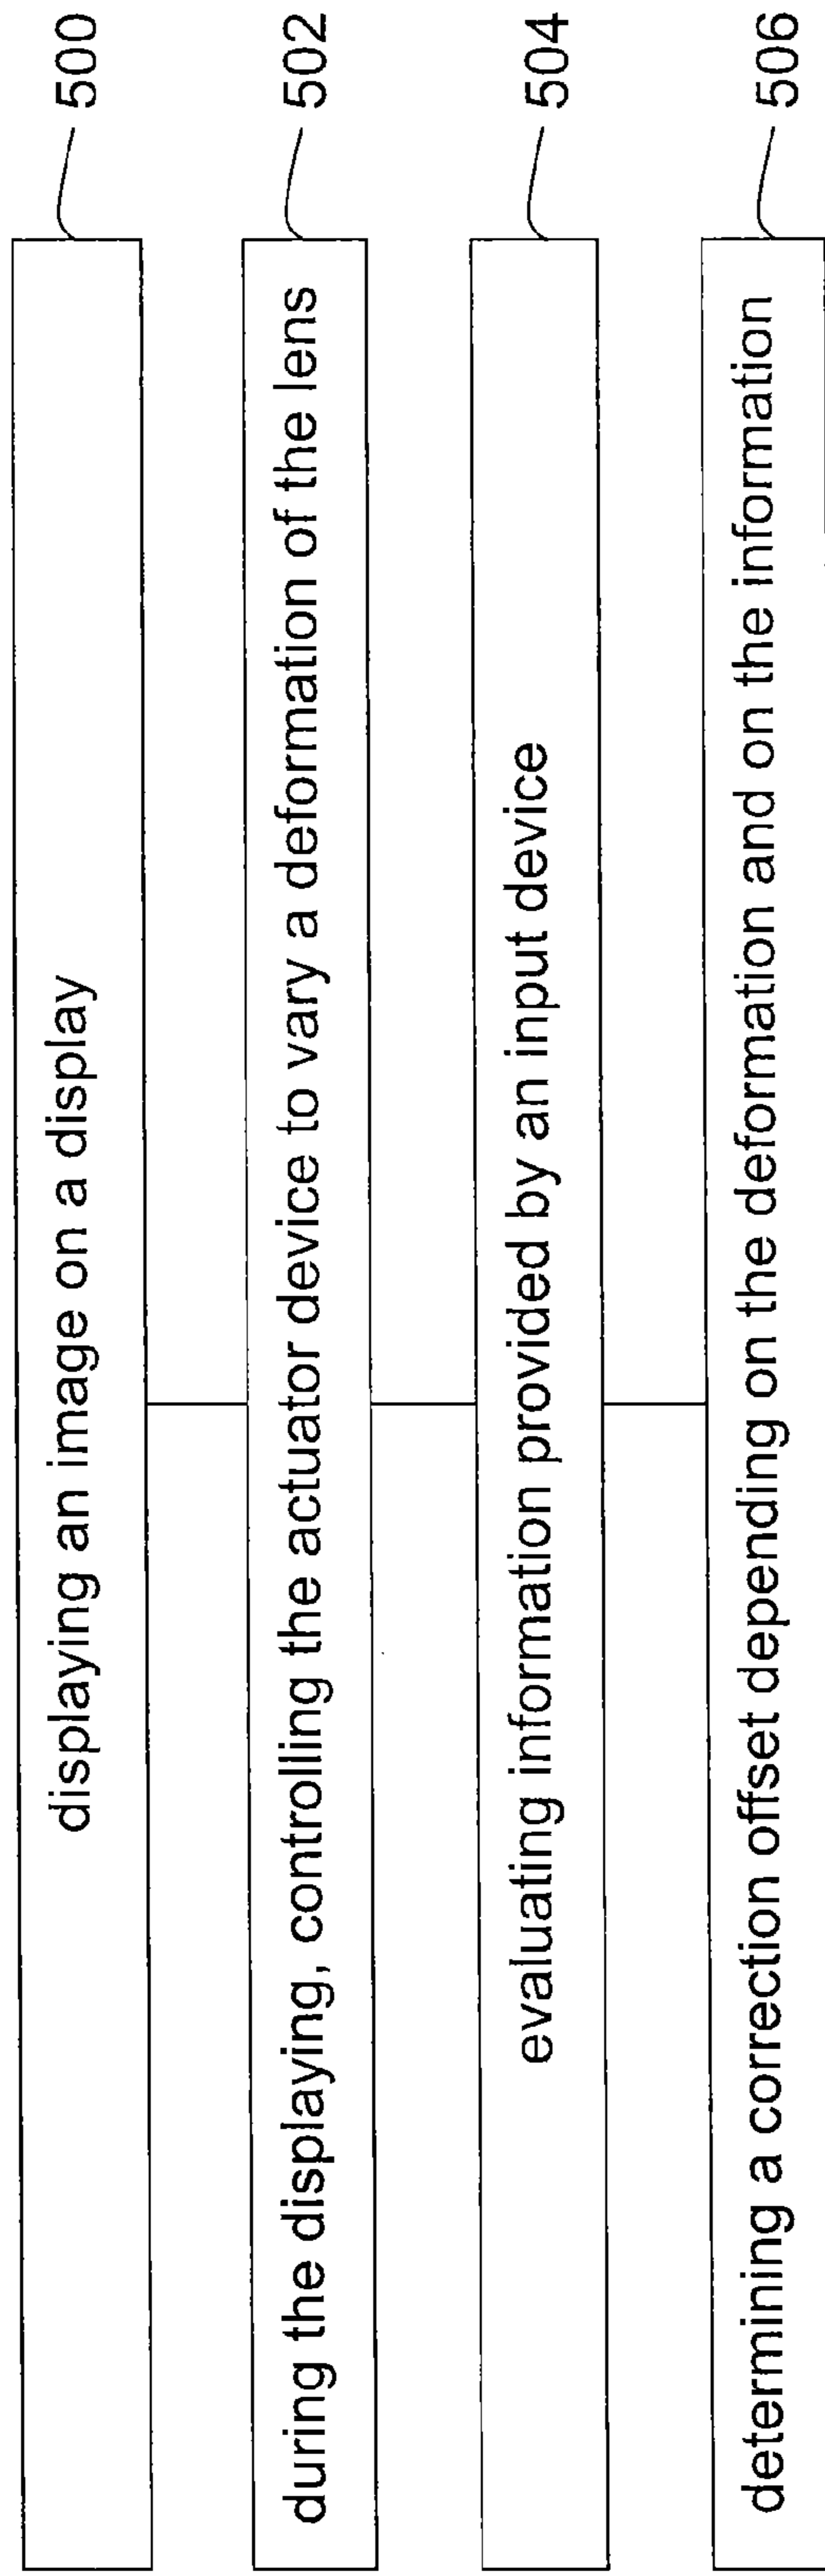 displaying an image on a display 500
during the displaying, controlling the actuator device to vary a deformation of the lens 502
evaluating information provided by an input device 504
determining a correction offset depending on the deformation and on the information 506